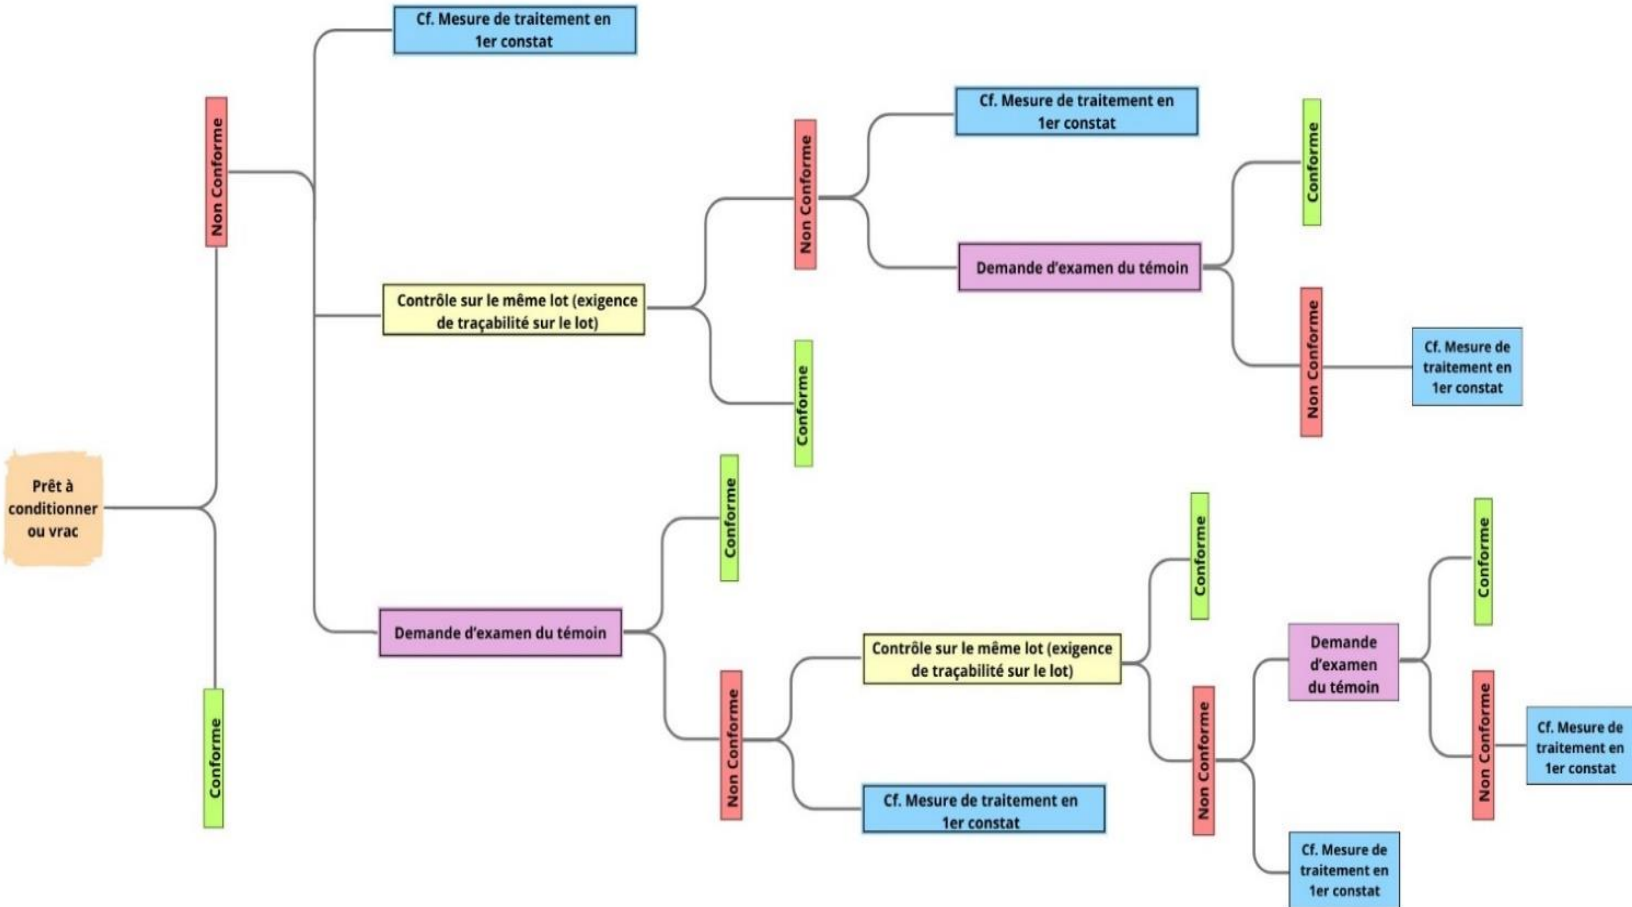 Prêt à
conditionner
ou vrac
Non Conforme
Conforme
Cf. Mesure de traitement en
1er constat
Contrôle sur le même lot (exigence
de traçabilité sur le lot)
Non Conforme
Cf. Mesure de traitement en
1er constat
Demande d'examen du témoin
Conforme
Non Conforme
Cf. Mesure de
traitement en
1er constat
Conforme
Demande d'examen du témoin
Conforme
Non Conforme
Contrôle sur le même lot (exigence
de traçabilité sur le lot)
Conforme
Non Conforme
Demande
d'examen
du témoin
Conforme
Non Conforme
Cf. Mesure de
traitement en
1er constat
Cf. Mesure de
traitement en
1er constat
Cf. Mesure de traitement en
1er constat